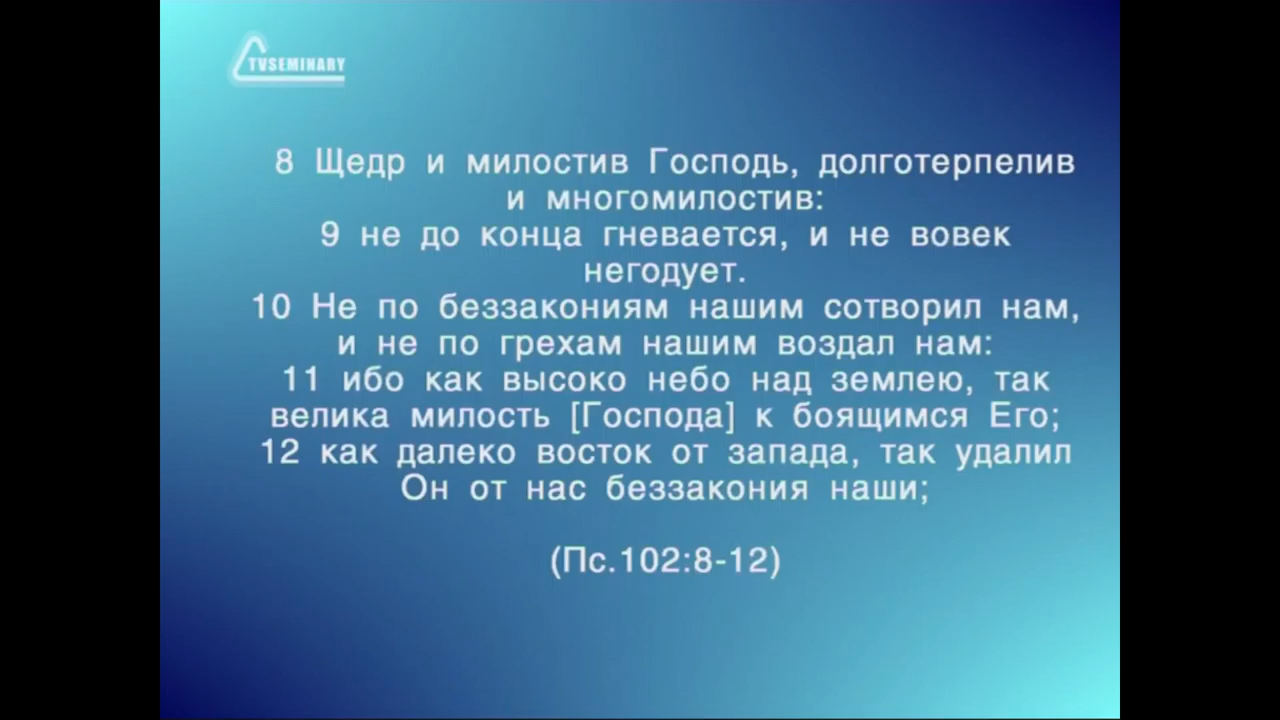 TVSEMINARY
8 Щедр и милостив Господь, долготерпелив
и многомилостив:
9 не до конца гневается, и не вовек
негодует.
10 Не по беззакониям нашим сотворил нам,
и не по грехам нашим воздал нам:
11 ибо как высоко небо над землею, так
велика милость [Господа] к боящимся Его;
12 как далеко восток от запада, так удалил
Он от нас беззакония наши;
(Пс.102:8-12)